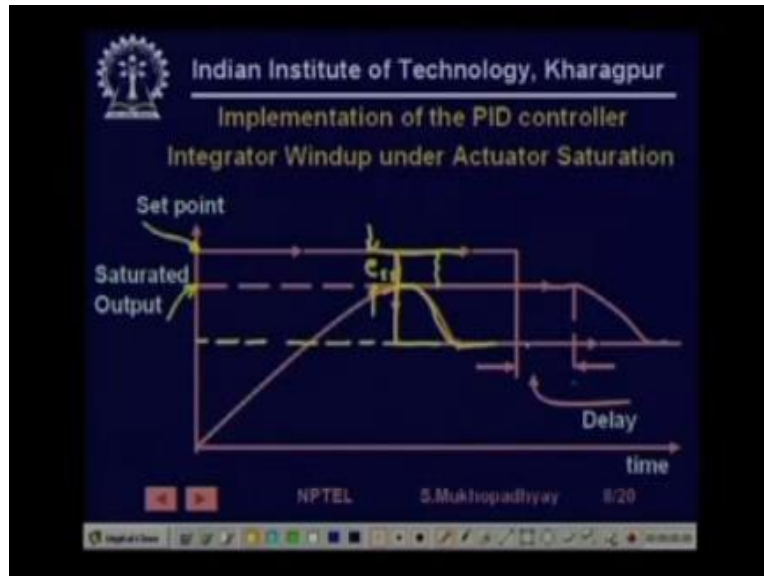 Indian Institute of Technology, Kharagpur
Implementation of the PID controller
Integrator Windup under Actuator Saturation
Set point
Saturated
Output
Delay
time
NPTEL S.Mukhopadhyay 8/20